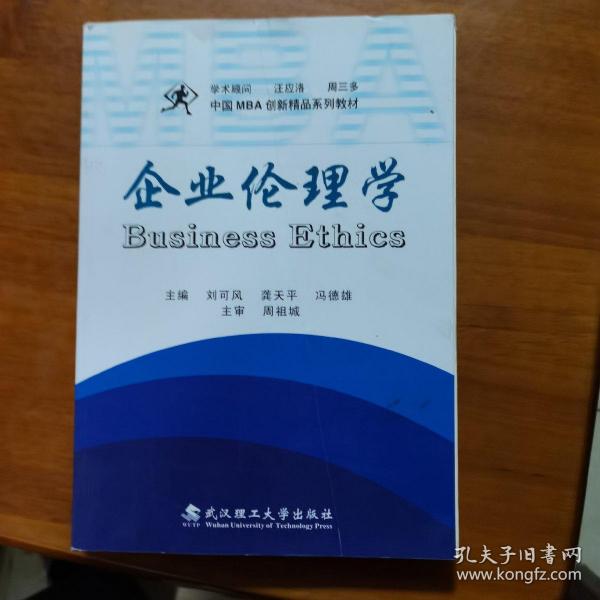 MBA
学术顾问 汪应洛 周三多
中国MBA创新精品系列教材
企业伦理学
Business Ethics
主编 刘可风 龚天平 冯德雄
主审 周祖城
武汉理工大学出版社
WUTP Wuhan University of Technology Press
孔夫子旧书网
www.kongfz.com